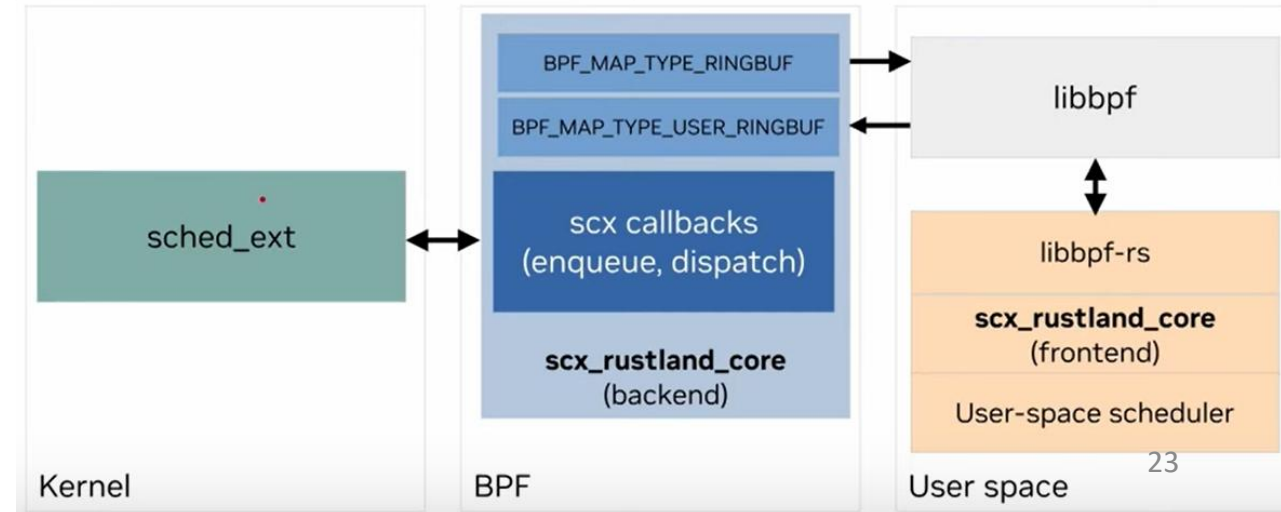 sched_ext
Kernel
BPF_MAP_TYPE_RINGBUF
BPF_MAP_TYPE_USER_RINGBUF
scx callbacks
(enqueue, dispatch)
scx_rustland_core
(backend)
BPF
libbpf
libbpf-rs
scx_rustland_core
(frontend)
User-space scheduler
23
User space